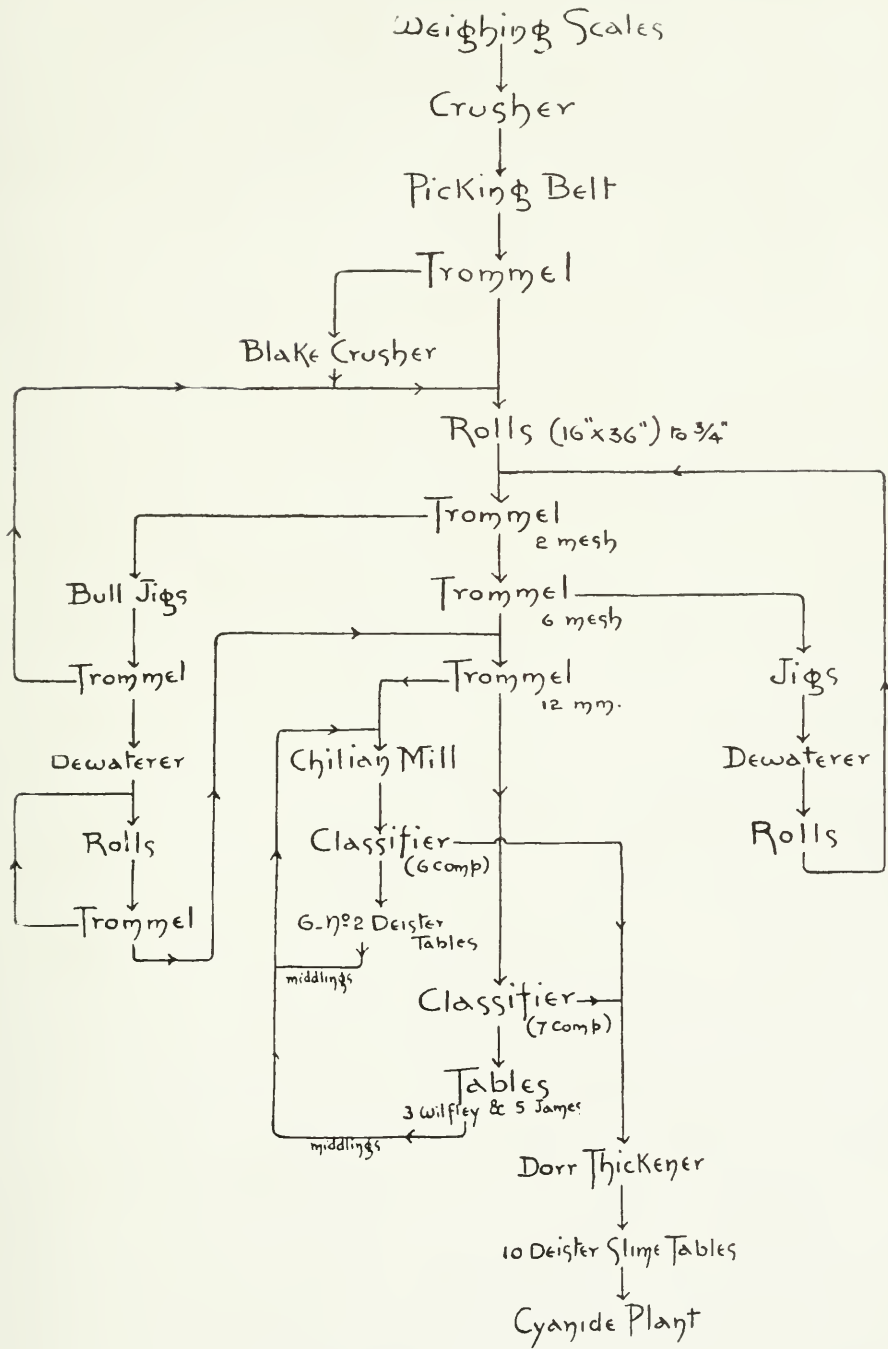 Weighing Scales
Crusher
Picking Belt
Trommel
Blake Crusher
Rolls (16"x36") to 3/4"
Trommel
2 mesh
Bull Jigs
Trommel
6 mesh
Trommel
Trommel
12 mm.
Jigs
Dewaterer
Chilian Mill
Dewaterer
Rolls
Classifier
(6 comp)
Rolls
Trommel
6-No2 Deister
Tables
middlings
Classifier
(7 comp)
Tables
3 Wilfley & 5 James
middlings
Dorr Thickener
10 Deister Slime Tables
Cyanide Plant